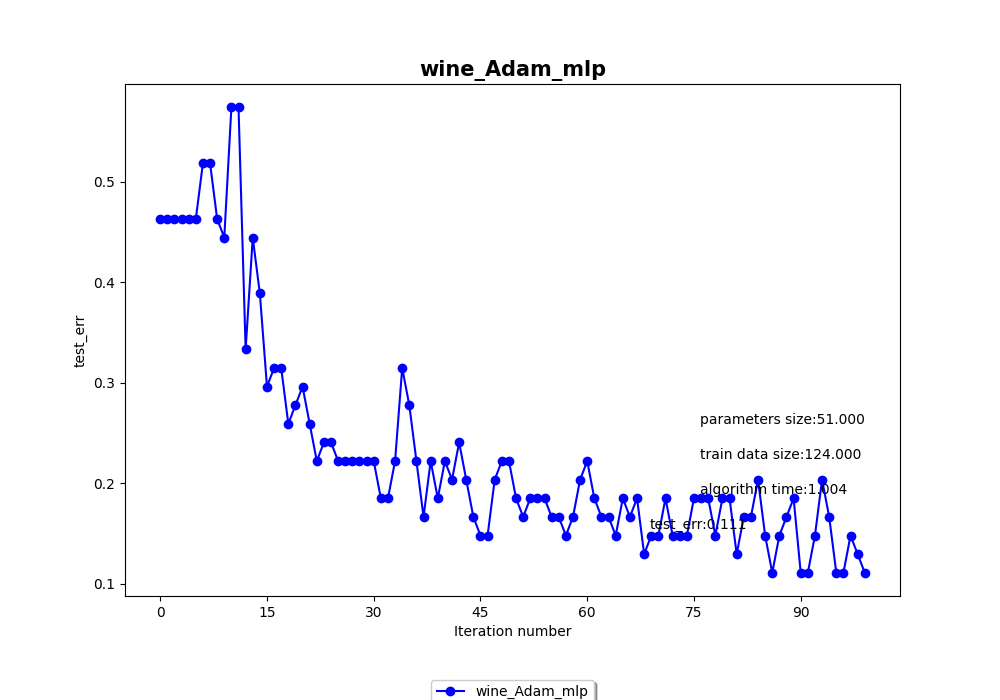 wine_Adam_mlp
test_err
0.5
0.4
0.3
0.2
0.1
parameters size:51.000
train data size:124.000
algorithm time:1.004
test_err:0.111
0 15 30 45 60 75 90
Iteration number
wine_Adam_mlp